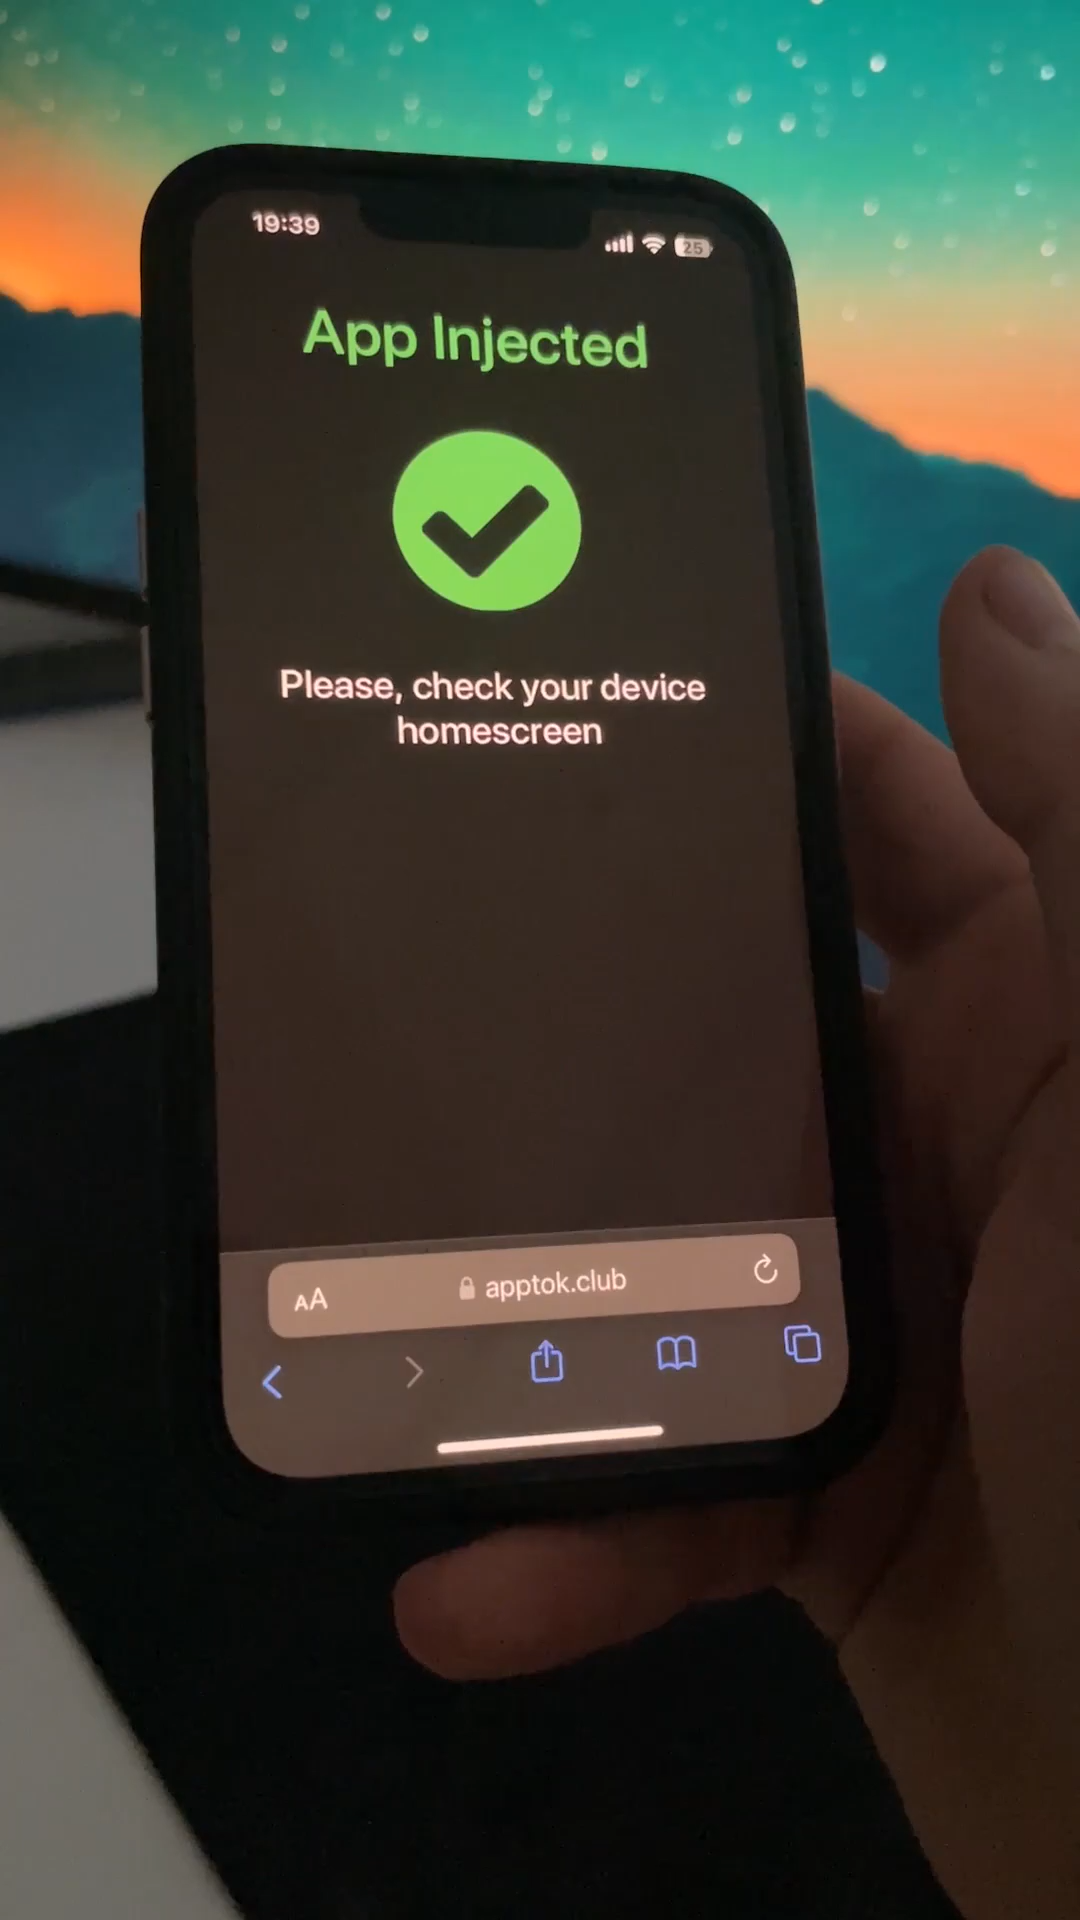 19:39
25
App Injected
Please, check your device
homescreen
AA
apptok.club